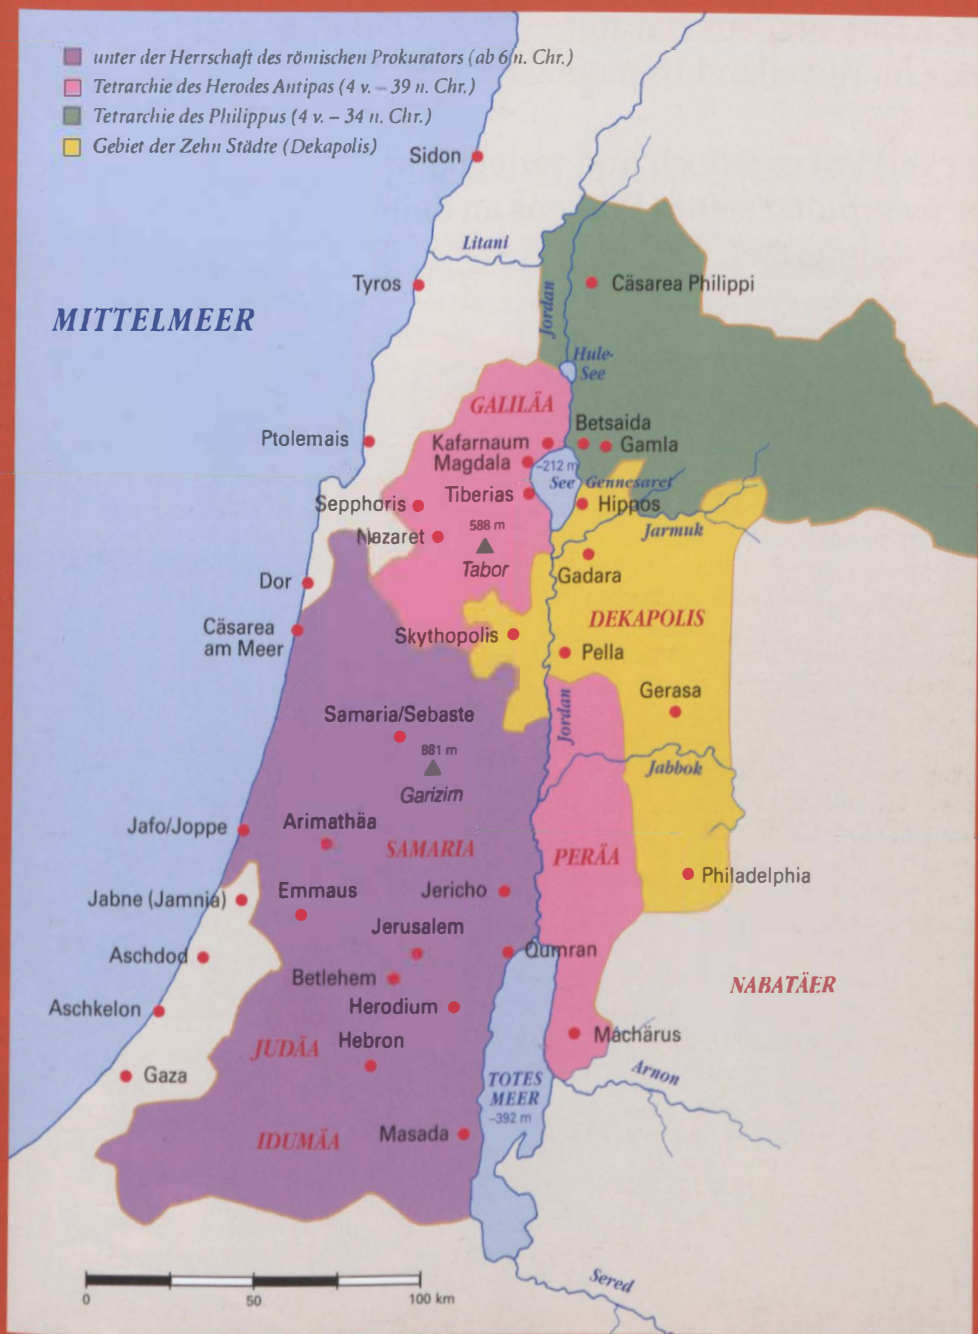 unter der Herrschaft des römischen Prokurators (ab 6 n. Chr.)
Tetrarchie des Herodes Antipas (4 v. – 39 n. Chr.)
Tetrarchie des Philippus (4 v. – 34 n. Chr.)
Gebiet der Zehn Städte (Dekapolis)
Sidon
Litani
Tyros
Cäsarea Philippi
Jordan
MITTELMEER
Hule-
See
GALILÄA
Betsaida
Ptolemais
Kafarnaum
Gamla
Magdala
–212 m
See Gennesaret
Tiberias
Sepphoris
Hippos
Nazaret
588 m
Jarmuk
Tabor
Gadara
Dor
DEKAPOLIS
Cäsarea
am Meer
Skythopolis
Pella
Gerasa
Jordan
Samaria/Sebaste
881 m
Jabbok
Garizim
Jafo/Joppe
Arimathäa
SAMARIA
PERÄA
Philadelphia
Jabne (Jamnia)
Emmaus
Jericho
Jerusalem
Aschdod
Qumran
Betlehem
NABATÄER
Aschkelon
Herodium
Machärus
JUDÄA
Hebron
Gaza
TOTES
MEER
–392 m
Arnon
IDUMÄA
Masada
Sered
0
50
100 km